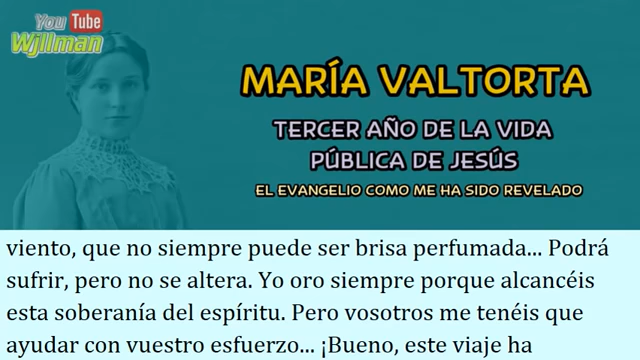 You Tube
Wjllman
MARÍA VALTORTA
TERCER AÑO DE LA VIDA
PÚBLICA DE JESÚS
EL EVANGELIO COMO ME HA SIDO REVELADO
viento, que no siempre puede ser brisa perfumada... Podrá
sufrir, pero no se altera. Yo oro siempre porque alcancéis
esta soberanía del espíritu. Pero vosotros me tenéis que
ayudar con vuestro esfuerzo... ¡Bueno, este viaje ha